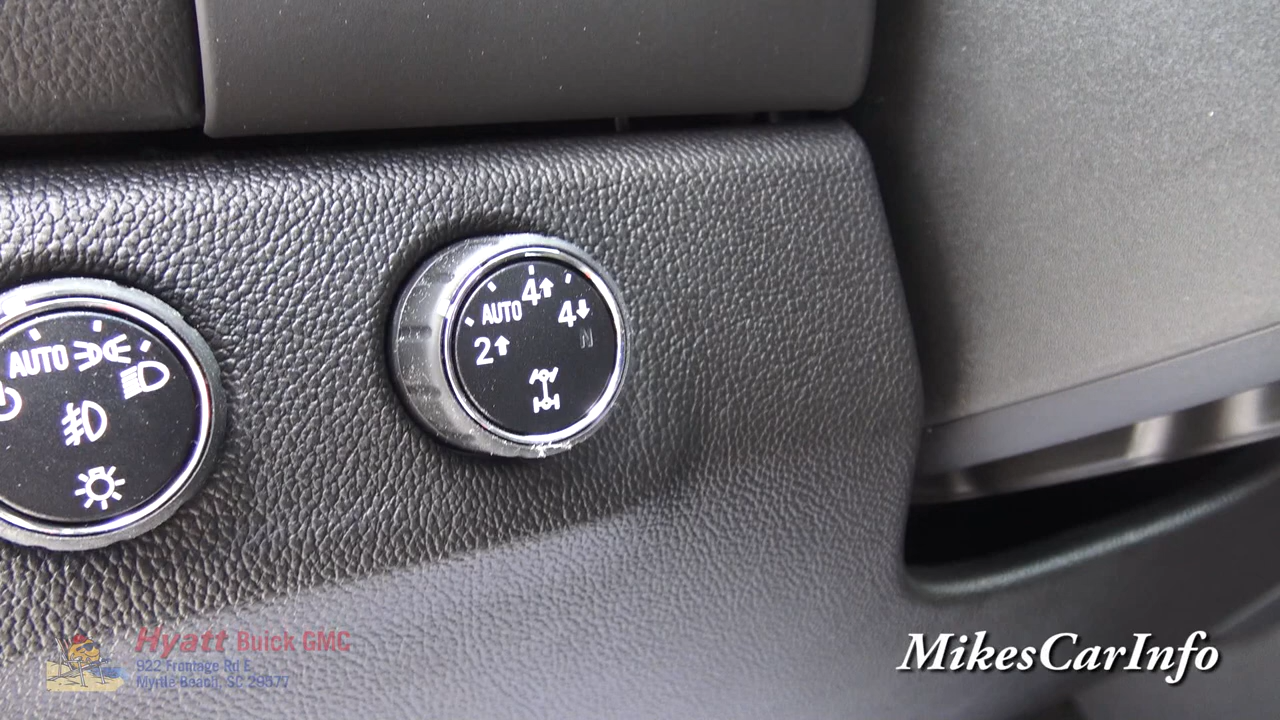 AUTO
AUTO 4
4
2
N
Hyatt Buick GMC
922 Frontage Rd E
Myrtle Beach, SC 29577
MikesCarInfo